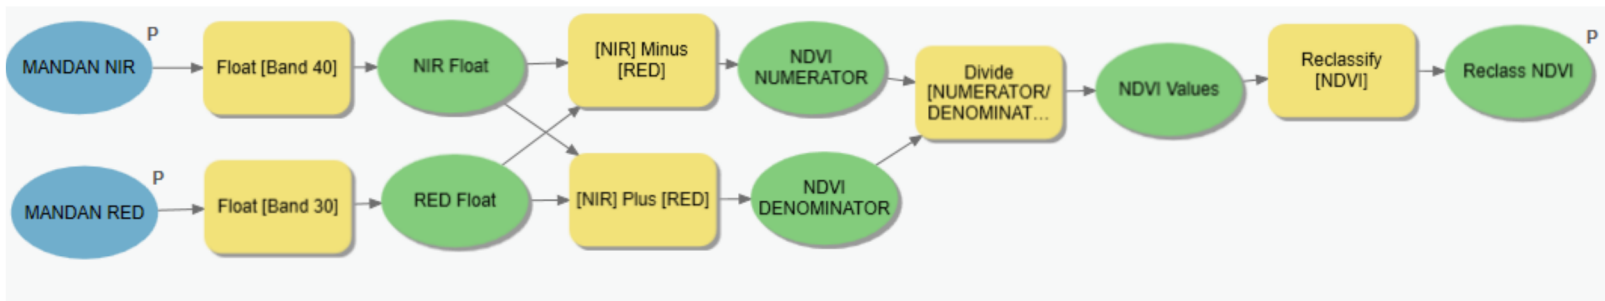 P
MANDAN NIR
Float [Band 40]
NIR Float
[NIR] Minus
[RED]
NDVI
NUMERATOR
Divide
[NUMERATOR/
DENOMINAT...
NDVI Values
Reclassify
[NDVI]
Reclass NDVI
P
P
MANDAN RED
Float [Band 30]
RED Float
[NIR] Plus [RED]
NDVI
DENOMINATOR